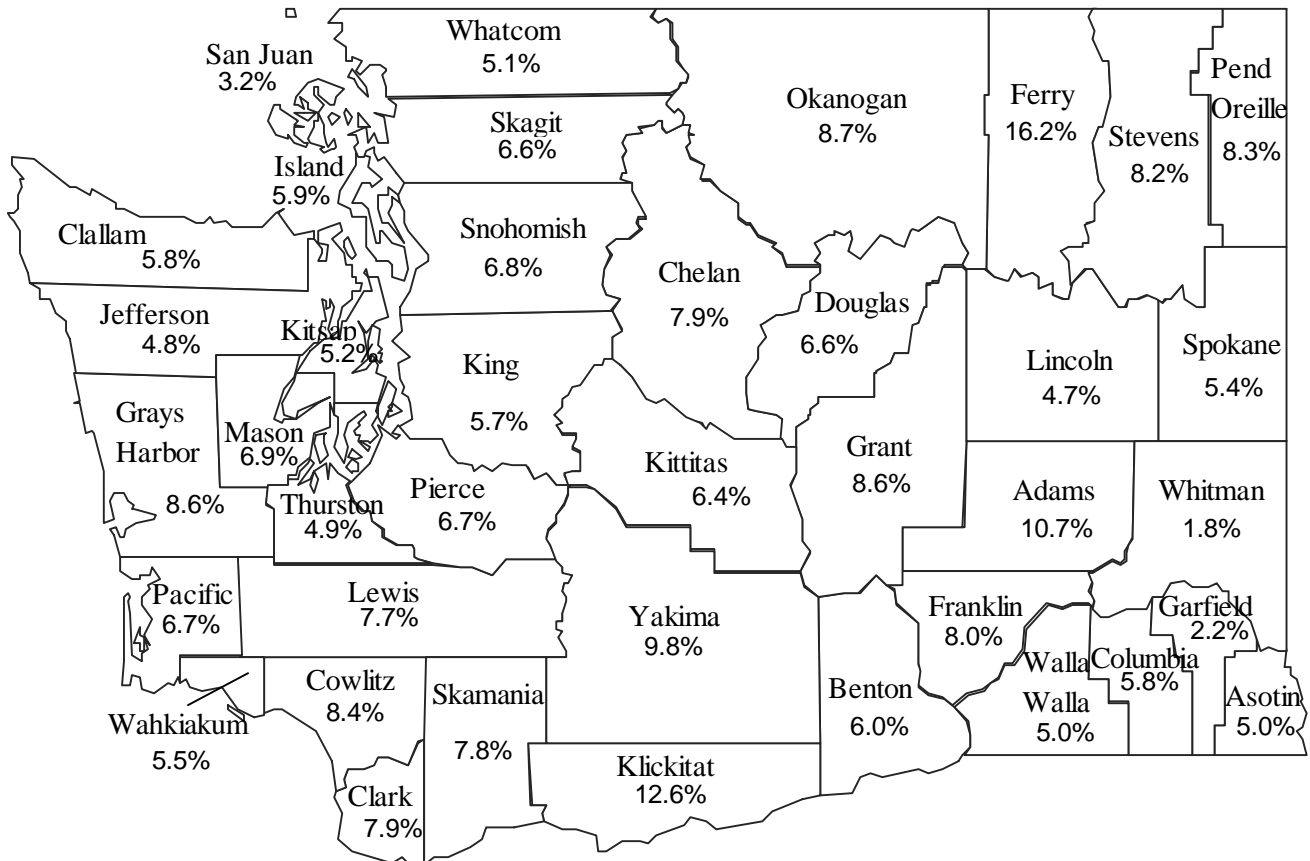 Whatcom
5.1%
San Juan
3.2%
Pend
Oreille
8.3%
Okanogan
8.7%
Ferry
16.2%
Stevens
8.2%
Skagit
6.6%
Island
5.9%
Clallam
5.8%
Snohomish
6.8%
Chelan
7.9%
Douglas
6.6%
Jefferson
4.8%
Kitsap
5.2%
King
5.7%
Lincoln
4.7%
Spokane
5.4%
Grays
Harbor
8.6%
Mason
6.9%
Kittitas
6.4%
Grant
8.6%
Thurston
4.9%
Pierce
6.7%
Adams
10.7%
Whitman
1.8%
Pacific
6.7%
Lewis
7.7%
Yakima
9.8%
Franklin
8.0%
Garfield
2.2%
Walla
Walla
5.0%
Columbia
5.8%
Cowlitz
8.4%
Skamania
7.8%
Benton
6.0%
Asotin
5.0%
Wahkiakum
5.5%
Clark
7.9%
Klickitat
12.6%